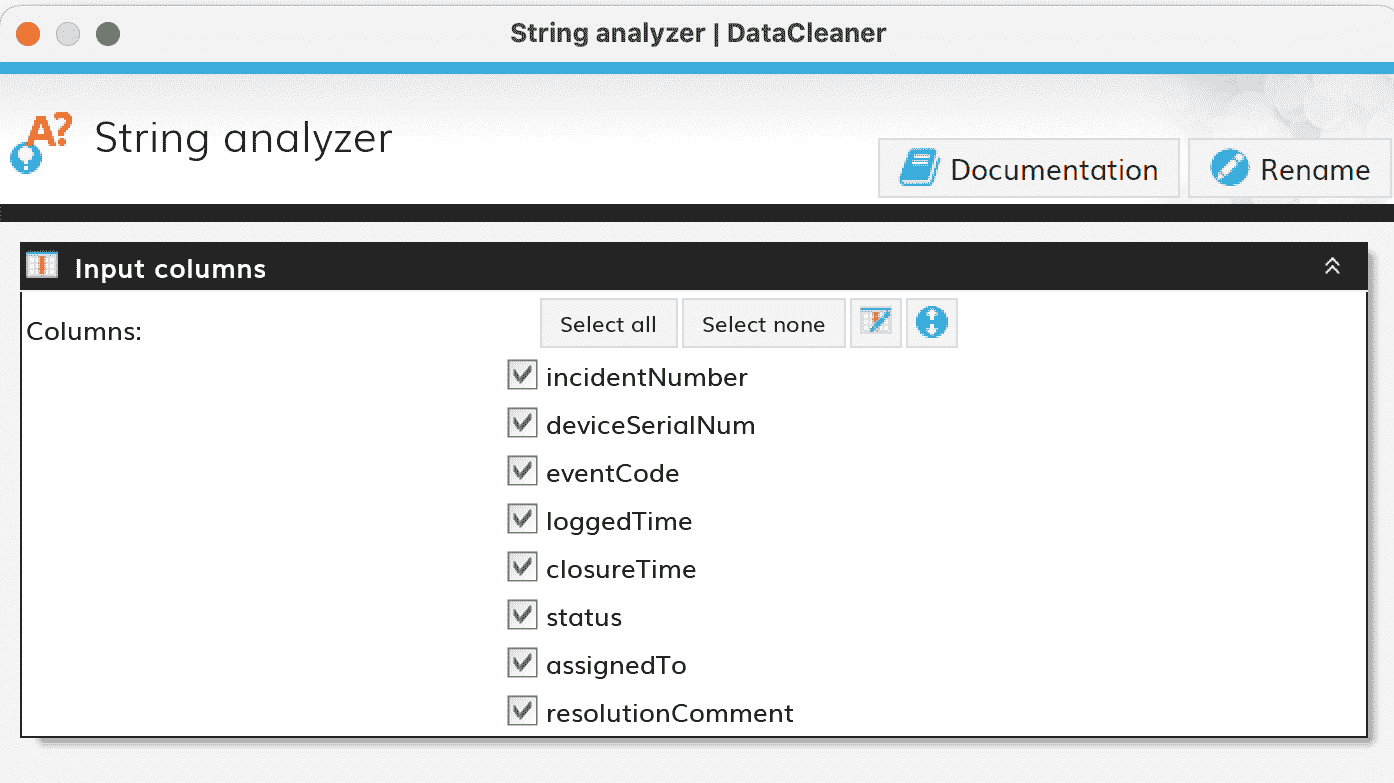 String analyzer | DataCleaner
A?
String analyzer
Documentation
Rename
Input columns
Columns:
Select all
Select none
incidentNumber
deviceSerialNum
eventCode
loggedTime
closureTime
status
assignedTo
resolutionComment